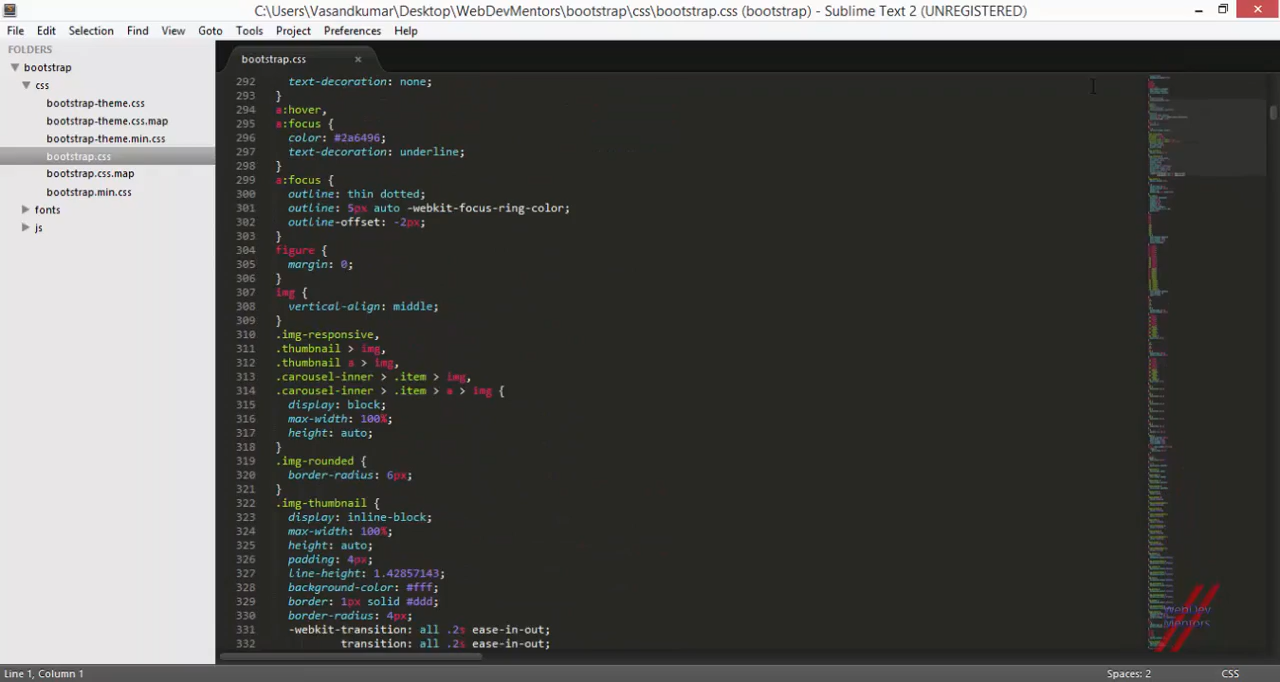 C:\Users\Vasandkumar\Desktop\WebDevMentors\bootstrap\css\bootstrap.css (bootstrap) - Sublime Text 2 (UNREGISTERED)
File Edit Selection Find View Goto Tools Project Preferences Help
FOLDERS
bootstrap
css
bootstrap-theme.css
bootstrap-theme.css.map
bootstrap-theme.min.css
bootstrap.css
bootstrap.css.map
bootstrap.min.css
fonts
js
bootstrap.css
292 text-decoration: none;
293 }
294 a:hover,
295 a:focus {
296 color: #2a6496;
297 text-decoration: underline;
298 }
299 a:focus {
300 outline: thin dotted;
301 outline: 5px auto -webkit-focus-ring-color;
302 outline-offset: -2px;
303 }
304 figure {
305 margin: 0;
306 }
307 img {
308 vertical-align: middle;
309 }
310 .img-responsive,
311 .thumbnail > img,
312 .thumbnail a > img,
313 .carousel-inner > .item > img,
314 .carousel-inner > .item > a > img {
315 display: block;
316 max-width: 100%;
317 height: auto;
318 }
319 .img-rounded {
320 border-radius: 6px;
321 }
322 .img-thumbnail {
323 display: inline-block;
324 max-width: 100%;
325 height: auto;
326 padding: 4px;
327 line-height: 1.42857143;
328 background-color: #fff;
329 border: 1px solid #ddd;
330 border-radius: 4px;
331 -webkit-transition: all .2s ease-in-out;
332 transition: all .2s ease-in-out;
WebDev
Mentors
Line 1, Column 1
Spaces: 2
CSS